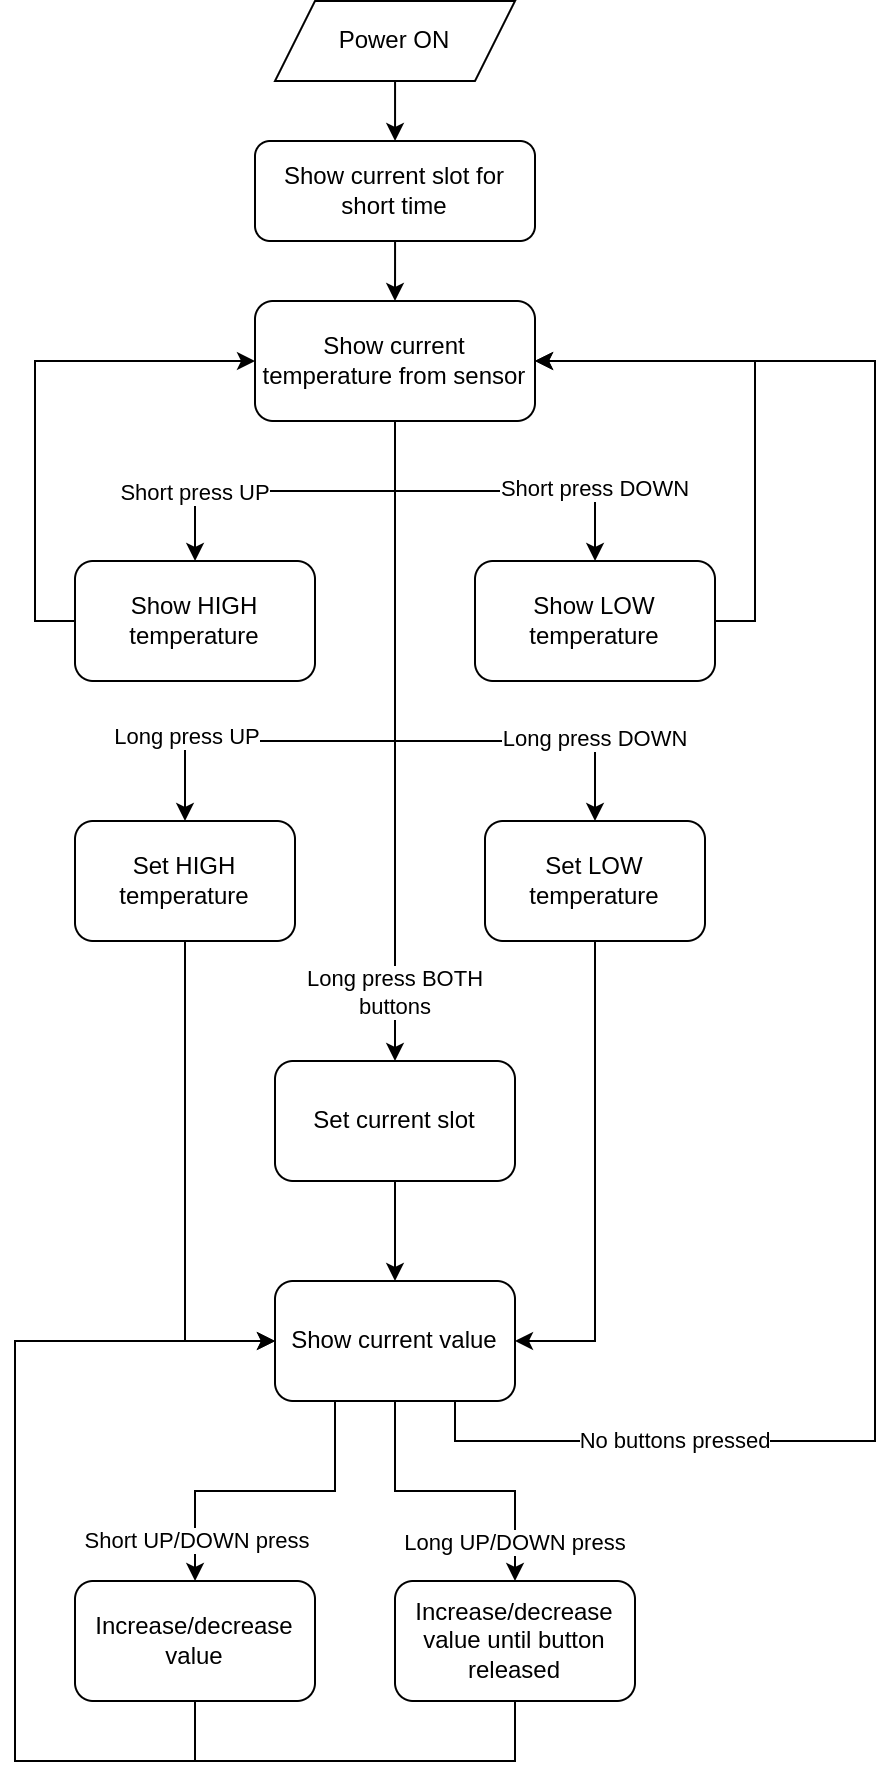 Power ON
Show current slot for
short time
Show current
temperature from sensor
Short press UP
Short press DOWN
Show HIGH
temperature
Show LOW
temperature
Long press UP
Long press DOWN
Set HIGH
temperature
Set LOW
temperature
Long press BOTH
buttons
Set current slot
Show current value
No buttons pressed
Short UP/DOWN press
Long UP/DOWN press
Increase/decrease
value
Increase/decrease
value until button
released